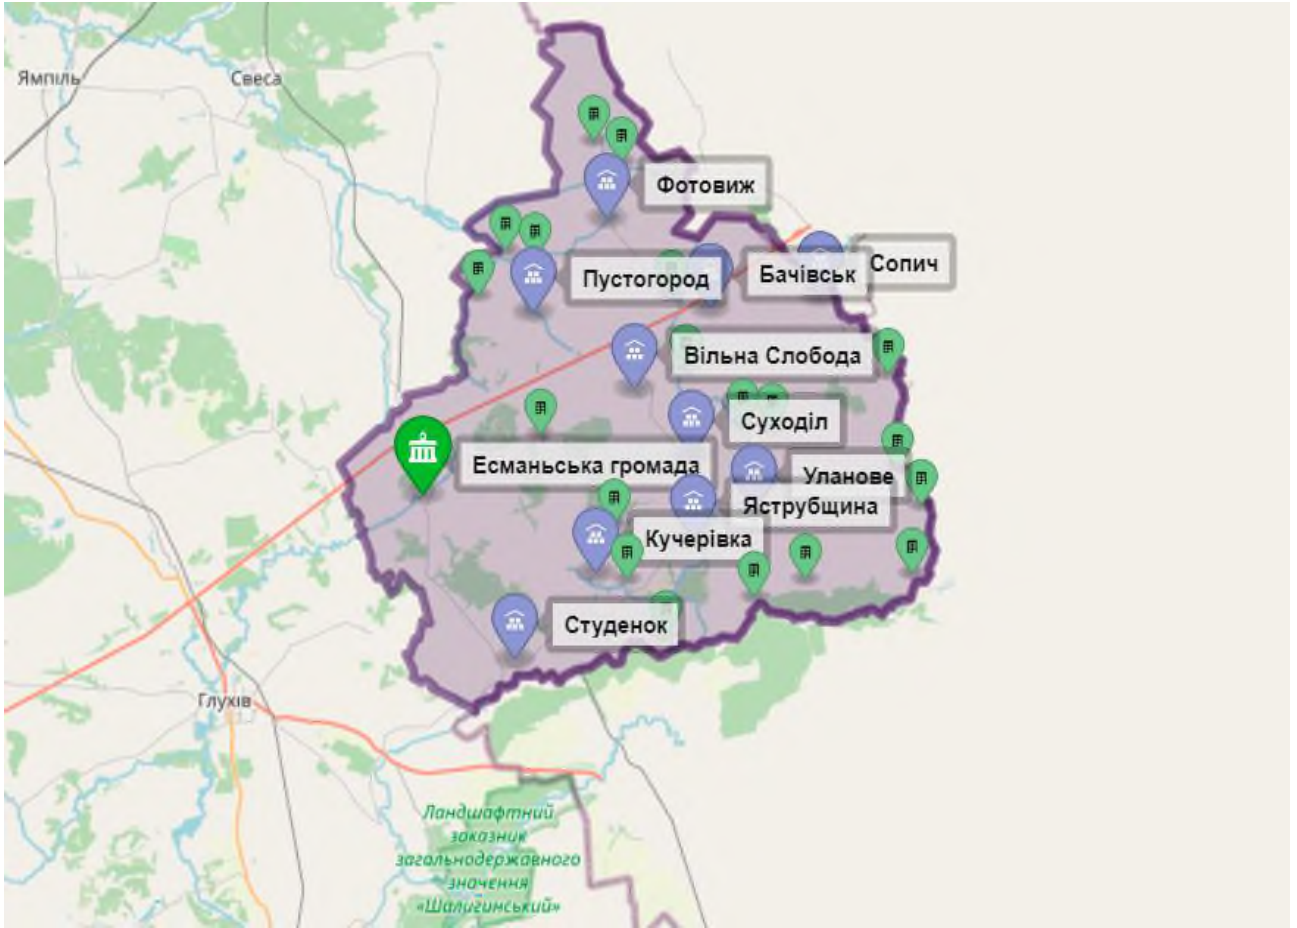 Ямпіль
Свеса
Фотовиж
Пустогород
Бачівськ
Сопич
Вільна Слобода
Суходіл
Есманьська громада
Уланове
Яструбщина
Кучерівка
Студенок
Глухів
Ландшафтний
заказник
загальнодержавного
значення
«Шалигинський»